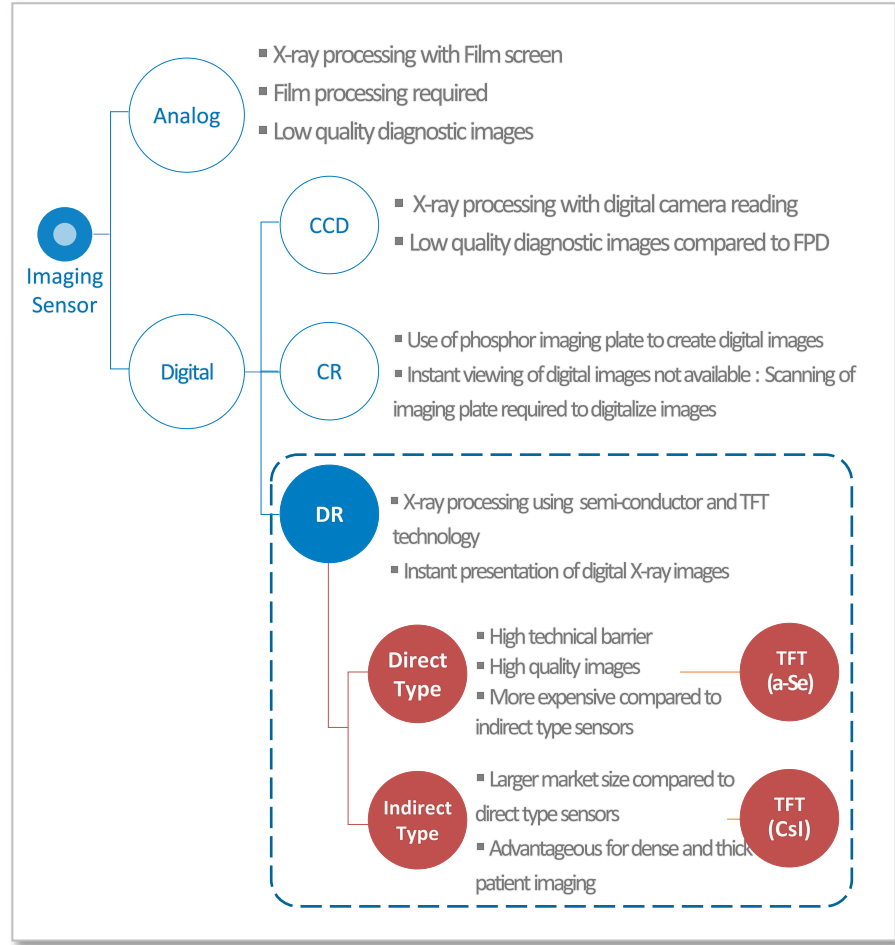 ▪ X-ray processing with Film screen
▪ Film processing required
▪ Low quality diagnostic images
Analog
Imaging
Sensor
CCD
▪ X-ray processing with digital camera reading
▪ Low quality diagnostic images compared to FPD
Digital
CR
▪ Use of phosphor imaging plate to create digital images
▪ Instant viewing of digital images not available : Scanning of
imaging plate required to digitalize images
DR
▪ X-ray processing using semi-conductor and TFT
technology
▪ Instant presentation of digital X-ray images
Direct
Type
▪ High technical barrier
▪ High quality images
▪ More expensive compared to
indirect type sensors
TFT
(a-Se)
Indirect
Type
▪ Larger market size compared to
direct type sensors
▪ Advantageous for dense and thick
patient imaging
TFT
(CsI)